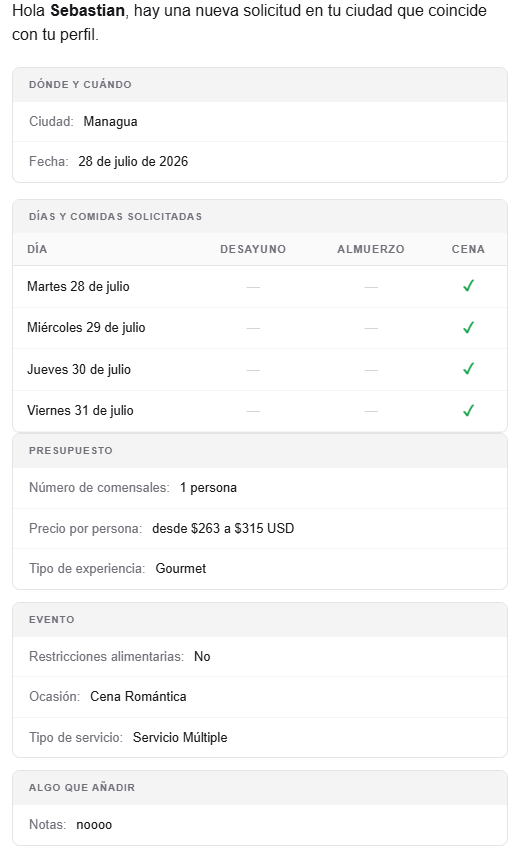 Hola Sebastian, hay una nueva solicitud en tu ciudad que coincide
con tu perfil.
DÓNDE Y CUÁNDO
Ciudad: Managua
Fecha: 28 de julio de 2026
DÍAS Y COMIDAS SOLICITADAS
DÍA DESAYUNO ALMUERZO CENA
Martes 28 de julio — — ✓
Miércoles 29 de julio — — ✓
Jueves 30 de julio — — ✓
Viernes 31 de julio — — ✓
PRESUPUESTO
Número de comensales: 1 persona
Precio por persona: desde $263 a $315 USD
Tipo de experiencia: Gourmet
EVENTO
Restricciones alimentarias: No
Ocasión: Cena Romántica
Tipo de servicio: Servicio Múltiple
ALGO QUE AÑADIR
Notas: noooo